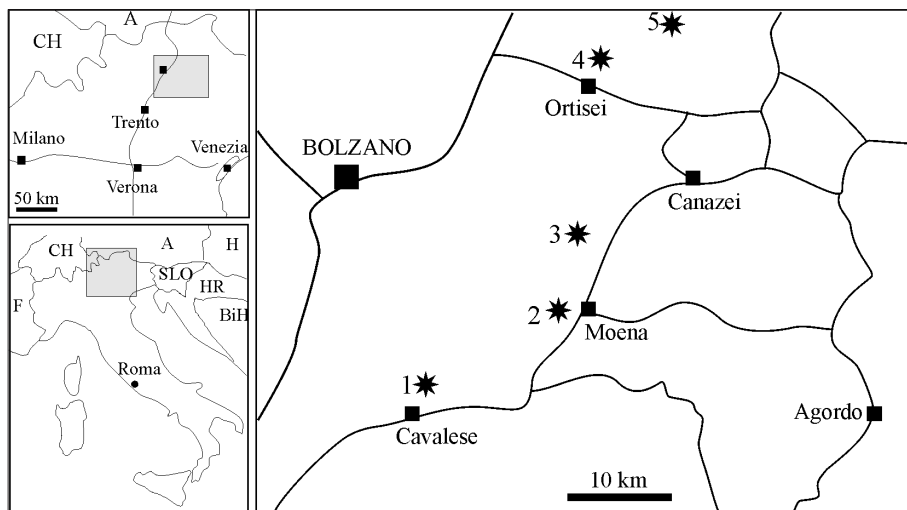 A
CH
Trento
Milano
Venezia
Verona
50 km
CH
A
H
SLO
HR
F
BiH
Roma
5
4
Ortisei
BOLZANO
Canazei
3
2
Moena
1
Cavalese
Agordo
10 km